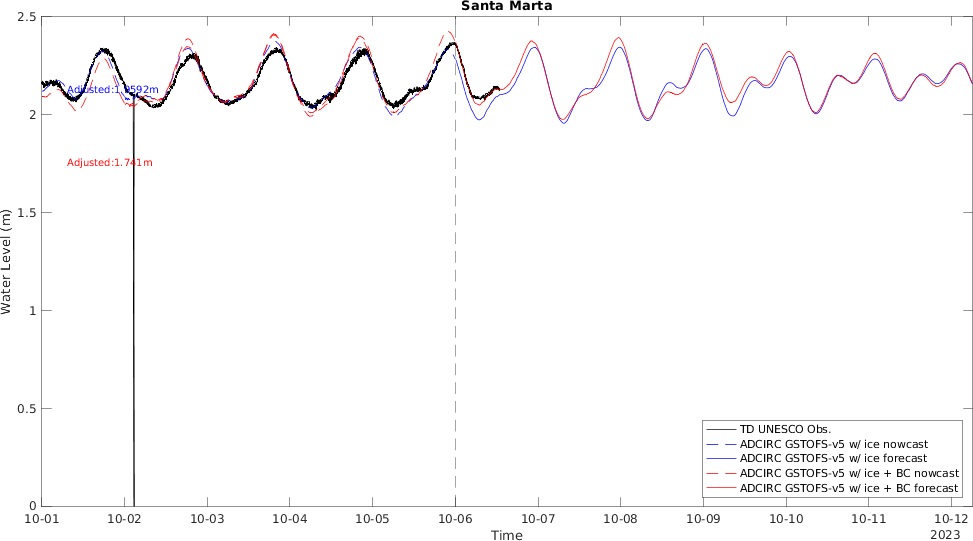 Santa Marta
2.5
2
1.5
1
0.5
0
Water Level (m)
Adjusted:1.8592m
Adjusted:1.741m
TD UNESCO Obs.
ADCIRC GSTOFS-v5 w/ ice nowcast
ADCIRC GSTOFS-v5 w/ ice forecast
ADCIRC GSTOFS-v5 w/ ice + BC nowcast
ADCIRC GSTOFS-v5 w/ ice + BC forecast
10-01 10-02 10-03 10-04 10-05 10-06 10-07 10-08 10-09 10-10 10-11 10-12
2023
Time